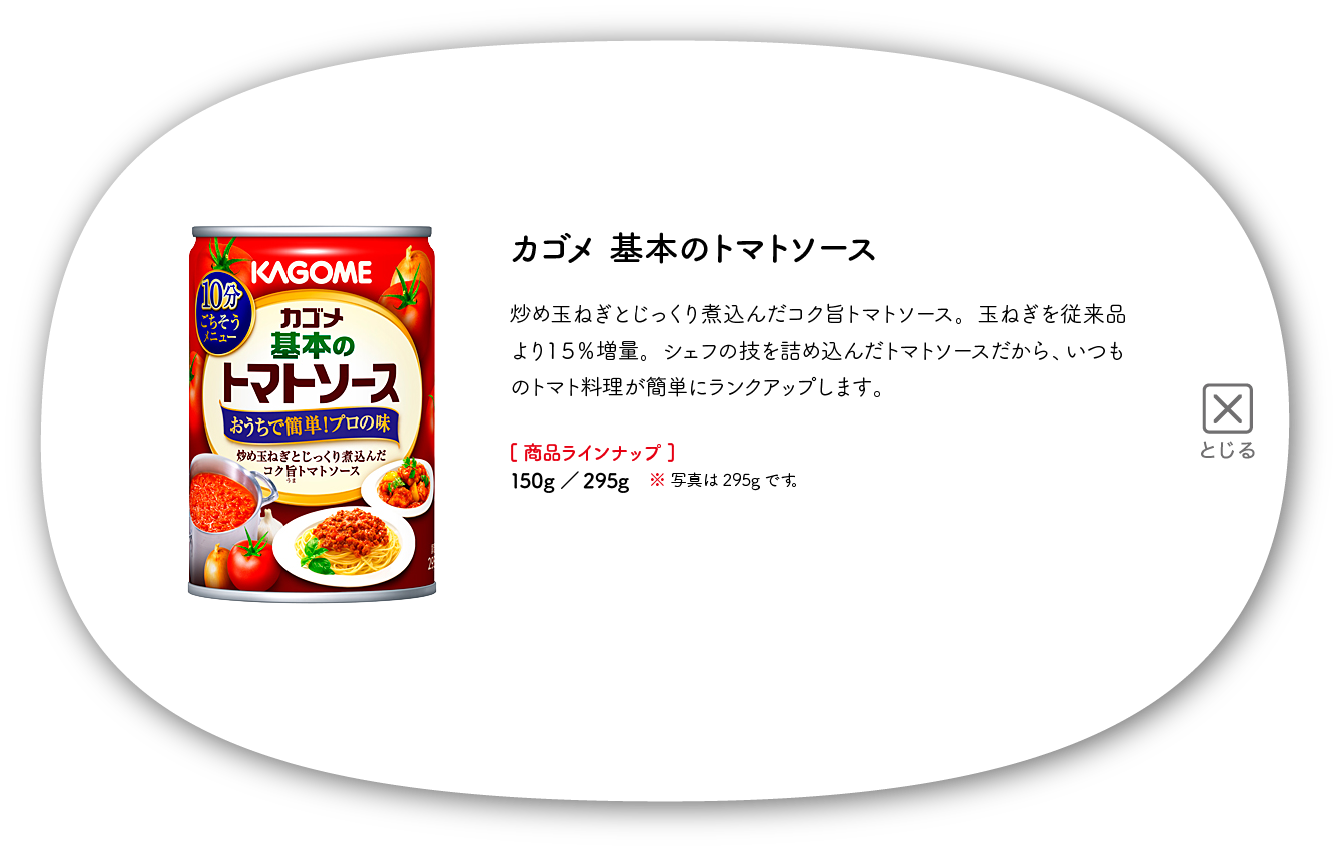 カゴメ 基本のトマトソース
炒め玉ねぎとじっくり煮込んだコク旨トマトソース。玉ねぎを従来品
より15%増量。シェフの技を詰め込んだトマトソースだから、いつも
のトマト料理が簡単にランクアップします。
[ 商品ラインナップ ]
150g／295g ※ 写真は 295g です。
とじる
KAGOME
10分
ごちそう
メニュー
カゴメ
基本の
トマトソース
おうちで簡単!プロの味
炒め玉ねぎとじっくり煮込んだ
コク旨トマトソース
うま